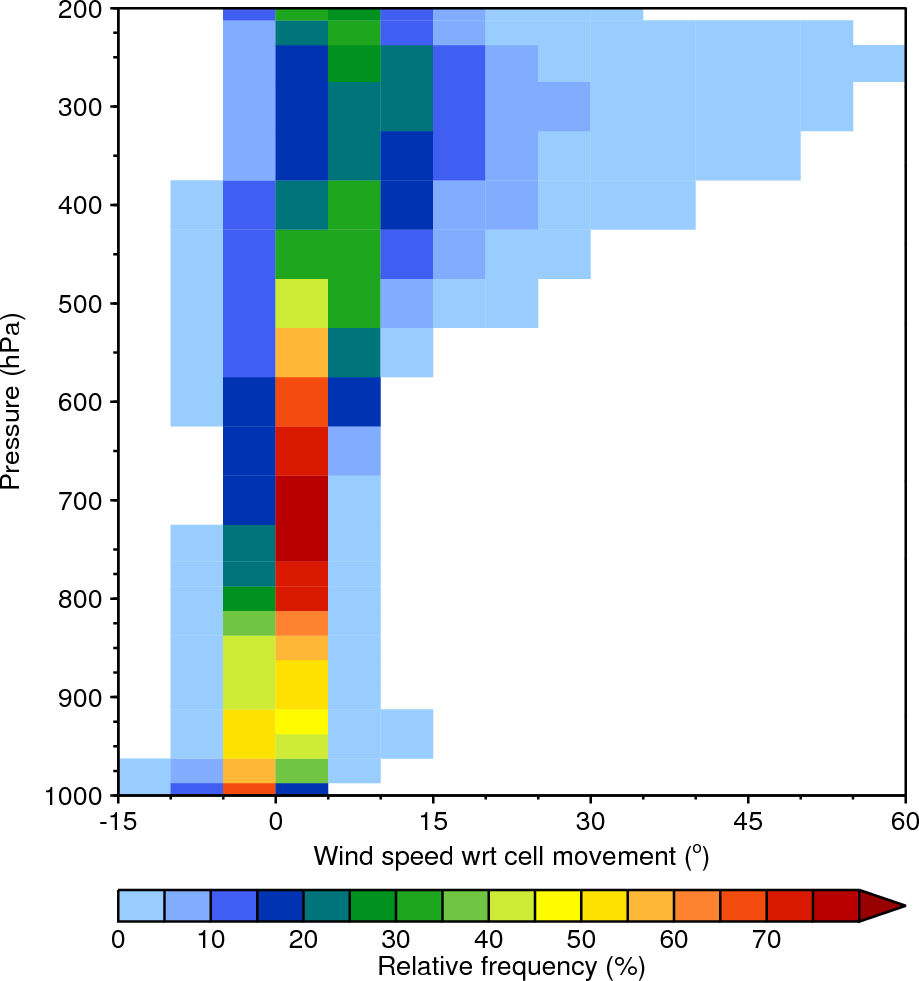 200
300
400
500
600
700
800
900
1000
Pressure (hPa)
-15 0 15 30 45 60
Wind speed wrt cell movement (º)
0 10 20 30 40 50 60 70
Relative frequency (%)